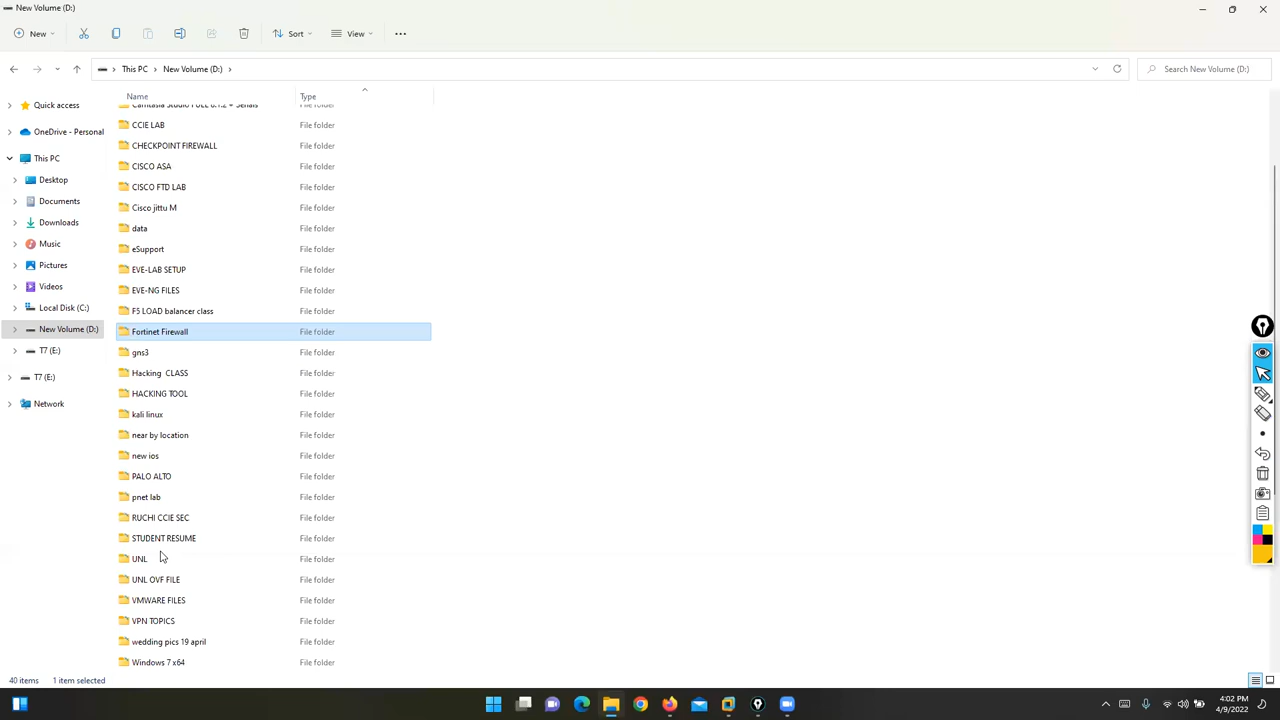 New Volume (D:)
New
Sort
View
This PC
New Volume (D:)
Search New Volume (D:)
Name
Type
Quick access
OneDrive - Personal
This PC
Desktop
Documents
Downloads
Music
Pictures
Videos
Local Disk (C:)
New Volume (D:)
T7 (E:)
T7 (E:)
Network
Camtasia Studio FULL 8.1.2 + Serials
CCIE LAB File folder
CHECKPOINT FIREWALL File folder
CISCO ASA File folder
CISCO FTD LAB File folder
Cisco jittu M File folder
data File folder
eSupport File folder
EVE-LAB SETUP File folder
EVE-NG FILES File folder
F5 LOAD balancer class File folder
Fortinet Firewall File folder
gns3 File folder
Hacking CLASS File folder
HACKING TOOL File folder
kali linux File folder
near by location File folder
new ios File folder
PALO ALTO File folder
pnet lab File folder
RUCHI CCIE SEC File folder
STUDENT RESUME File folder
UNL File folder
UNL OVF FILE File folder
VMWARE FILES File folder
VPN TOPICS File folder
wedding pics 19 april File folder
Windows 7 x64 File folder
40 items 1 item selected
4:02 PM
4/9/2022